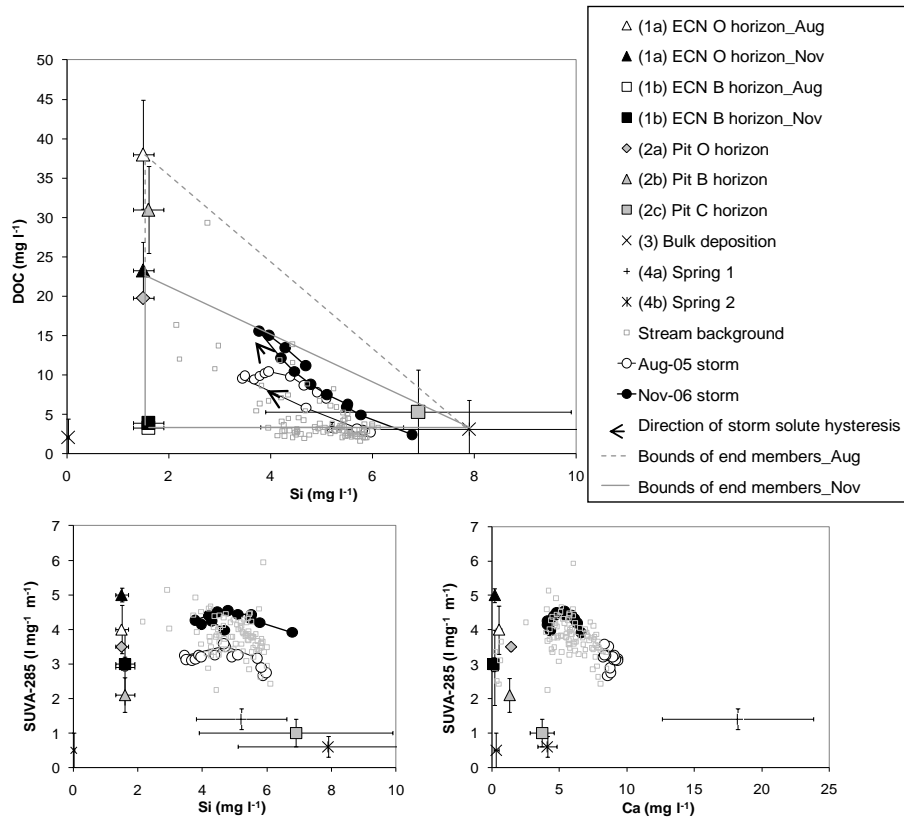 50
45
40
35
30
25
20
15
10
5
0
DOC (mg l-1)
0 2 4 6 8 10
Si (mg l-1)
(1a) ECN O horizon_Aug
(1a) ECN O horizon_Nov
(1b) ECN B horizon_Aug
(1b) ECN B horizon_Nov
(2a) Pit O horizon
(2b) Pit B horizon
(2c) Pit C horizon
(3) Bulk deposition
(4a) Spring 1
(4b) Spring 2
Stream background
Aug-05 storm
Nov-06 storm
Direction of storm solute hysteresis
Bounds of end members_Aug
Bounds of end members_Nov
7
6
5
4
3
2
1
0
SUVA-285 (l mg-1 m-1)
0 2 4 6 8 10
Si (mg l-1)
7
6
5
4
3
2
1
0
SUVA-285 (l mg-1 m-1)
0 5 10 15 20 25
Ca (mg l-1)